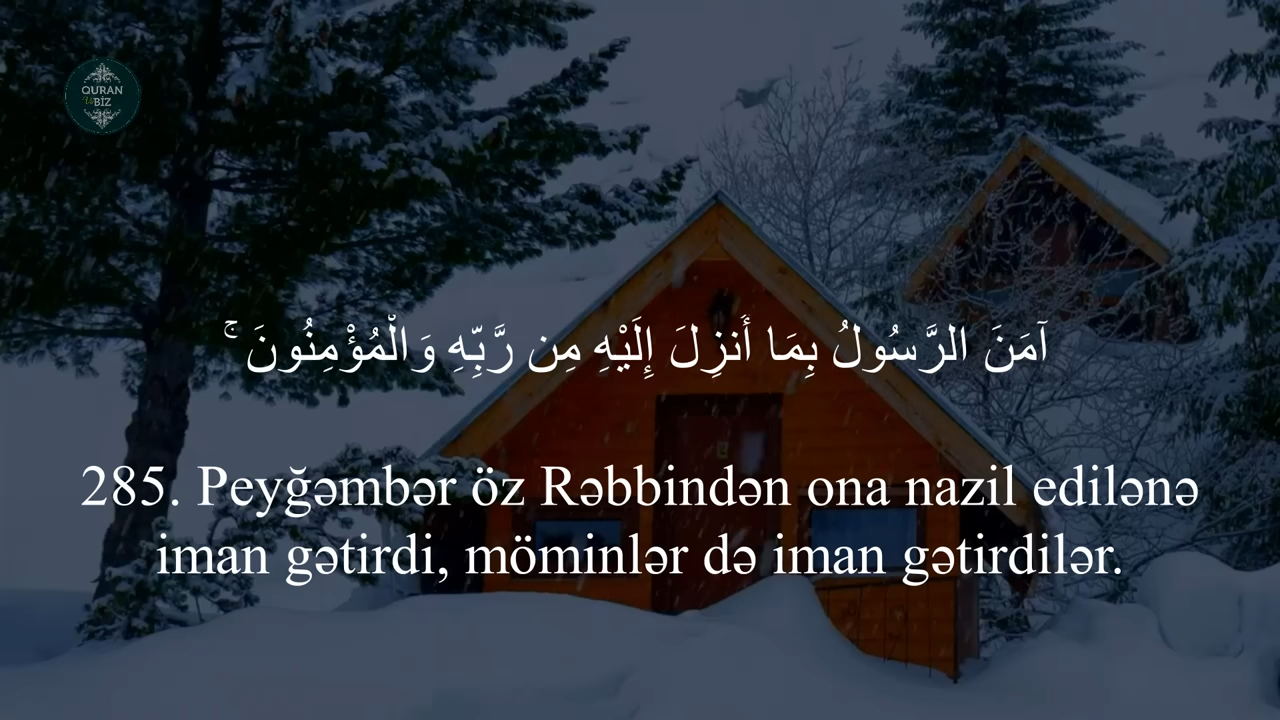 QURAN
Və BİZ
آمَنَ الرَّسُولُ بِمَا أَنزِلَ إِلَيْهِ مِن رَّبِّهِ وَالْمُؤْمِنُونَ ۚ
285. Peyğəmbər öz Rəbbindən ona nazil edilənə
iman gətirdi, möminlər də iman gətirdilər.